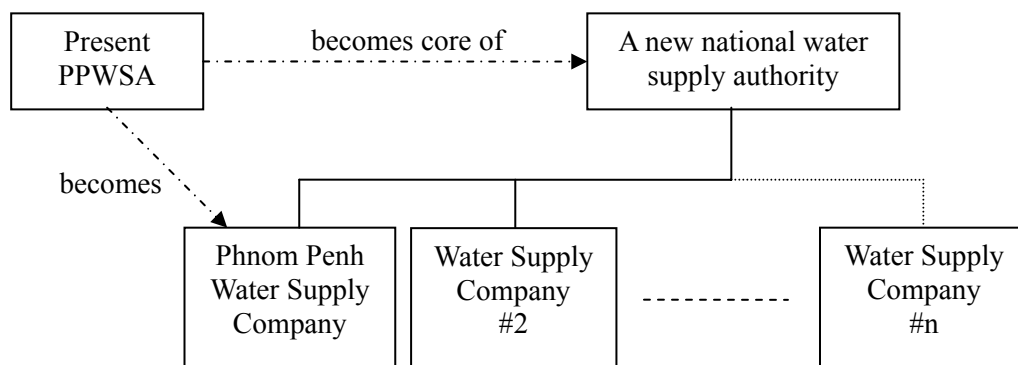 Present
PPWSA
becomes core of
A new national water
supply authority
becomes
Phnom Penh
Water Supply
Company
Water Supply
Company
#2
Water Supply
Company
#n